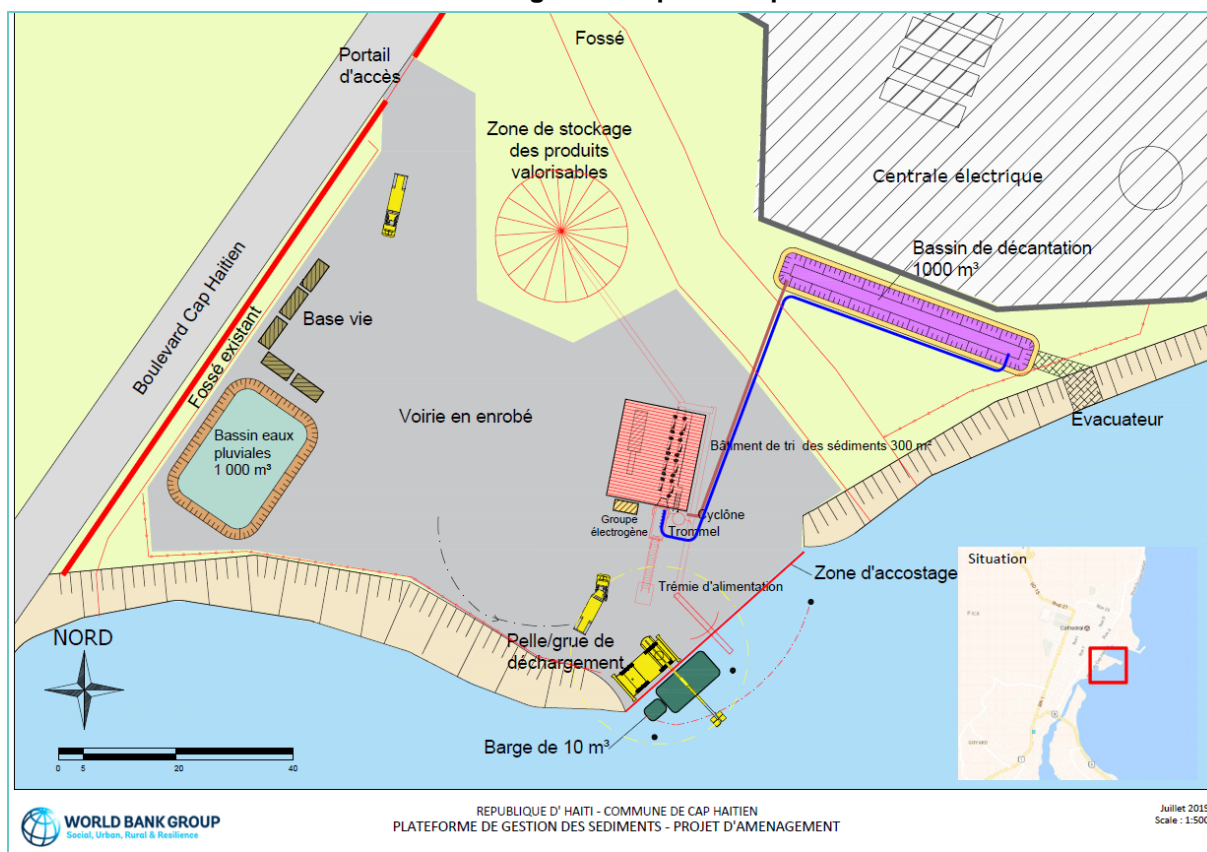 Fossé
Portail
d'accès
Zone de stockage
des produits
valorisables
Centrale électrique
Bassin de décantation
1000 m³
Boulevard Cap Haitien
Fossé existant
Base vie
Voirie en enrobé
Bassin eaux
pluviales
1 000 m³
Évacuateur
Bâtiment de tri des sédiments 300 m²
Groupe
électrogène
Cyclône
Trommel
Zone d'accostage
Trémie d'alimentation
Pelle/grue de
déchargement
Barge de 10 m³
NORD
0 5 20 40
Situation
Cathedral
WORLD BANK GROUP
Social, Urban, Rural & Resilience
REPUBLIQUE D' HAITI - COMMUNE DE CAP HAITIEN
PLATEFORME DE GESTION DES SEDIMENTS - PROJET D'AMENAGEMENT
Juillet 2019
Scale : 1:500